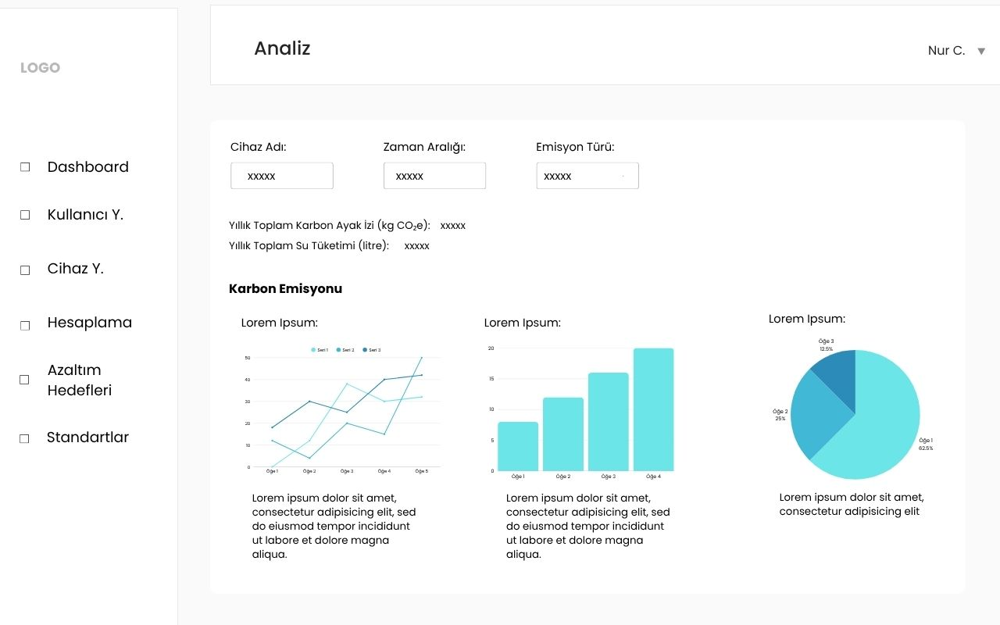 LOGO
Dashboard
Kullanıcı Y.
Cihaz Y.
Hesaplama
Azaltım
Hedefleri
Standartlar
Analiz
Nur C.
Cihaz Adı:
Zaman Aralığı:
Emisyon Türü:
xxxxx
xxxxx
xxxxx
Yıllık Toplam Karbon Ayak İzi (kg CO₂e): xxxxx
Yıllık Toplam Su Tüketimi (litre): xxxxx
Karbon Emisyonu
Lorem Ipsum:
Seri 1 Seri 2 Seri 3
50
40
30
20
10
0
Öğe 1 Öğe 2 Öğe 3 Öğe 4 Öğe 5
Lorem ipsum dolor sit amet,
consectetur adipisicing elit, sed
do eiusmod tempor incididunt
ut labore et dolore magna
aliqua.
Lorem Ipsum:
20
15
10
5
0
Öğe 1 Öğe 2 Öğe 3 Öğe 4
Lorem ipsum dolor sit amet,
consectetur adipisicing elit, sed
do eiusmod tempor incididunt
ut labore et dolore magna
aliqua.
Lorem Ipsum:
Öğe 3
12.5%
Öğe 2
25%
Öğe 1
62.5%
Lorem ipsum dolor sit amet,
consectetur adipisicing elit